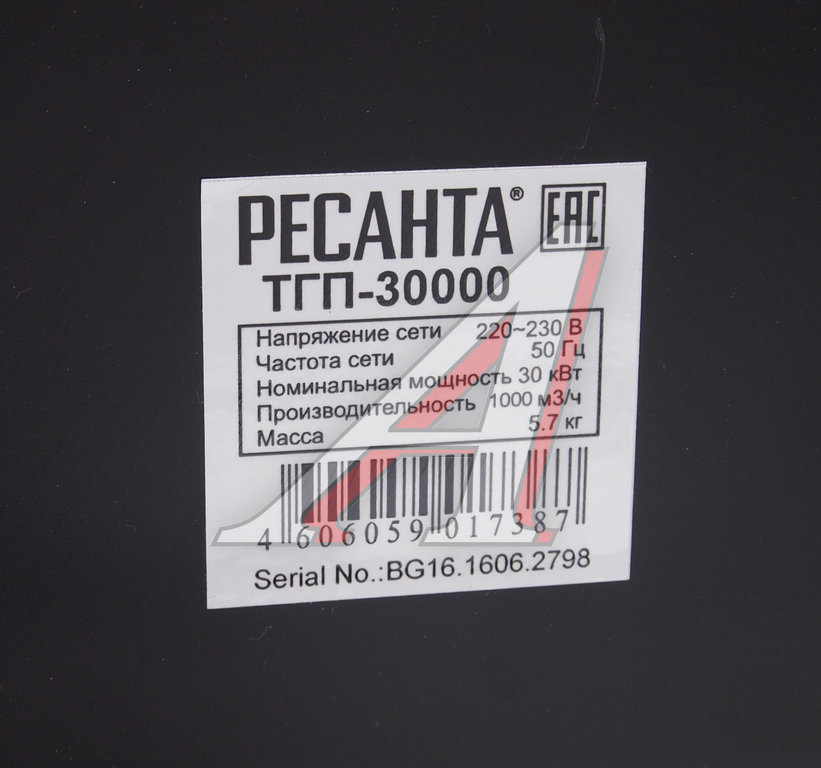 РЕСАНТА®
EAC
ТГП-30000
Напряжение сети 220~230 В
Частота сети 50 Гц
Номинальная мощность 30 кВт
Производительность 1000 м3/ч
Масса 5.7 кг
4 606059 017387
Serial No.:BG16.1606.2798